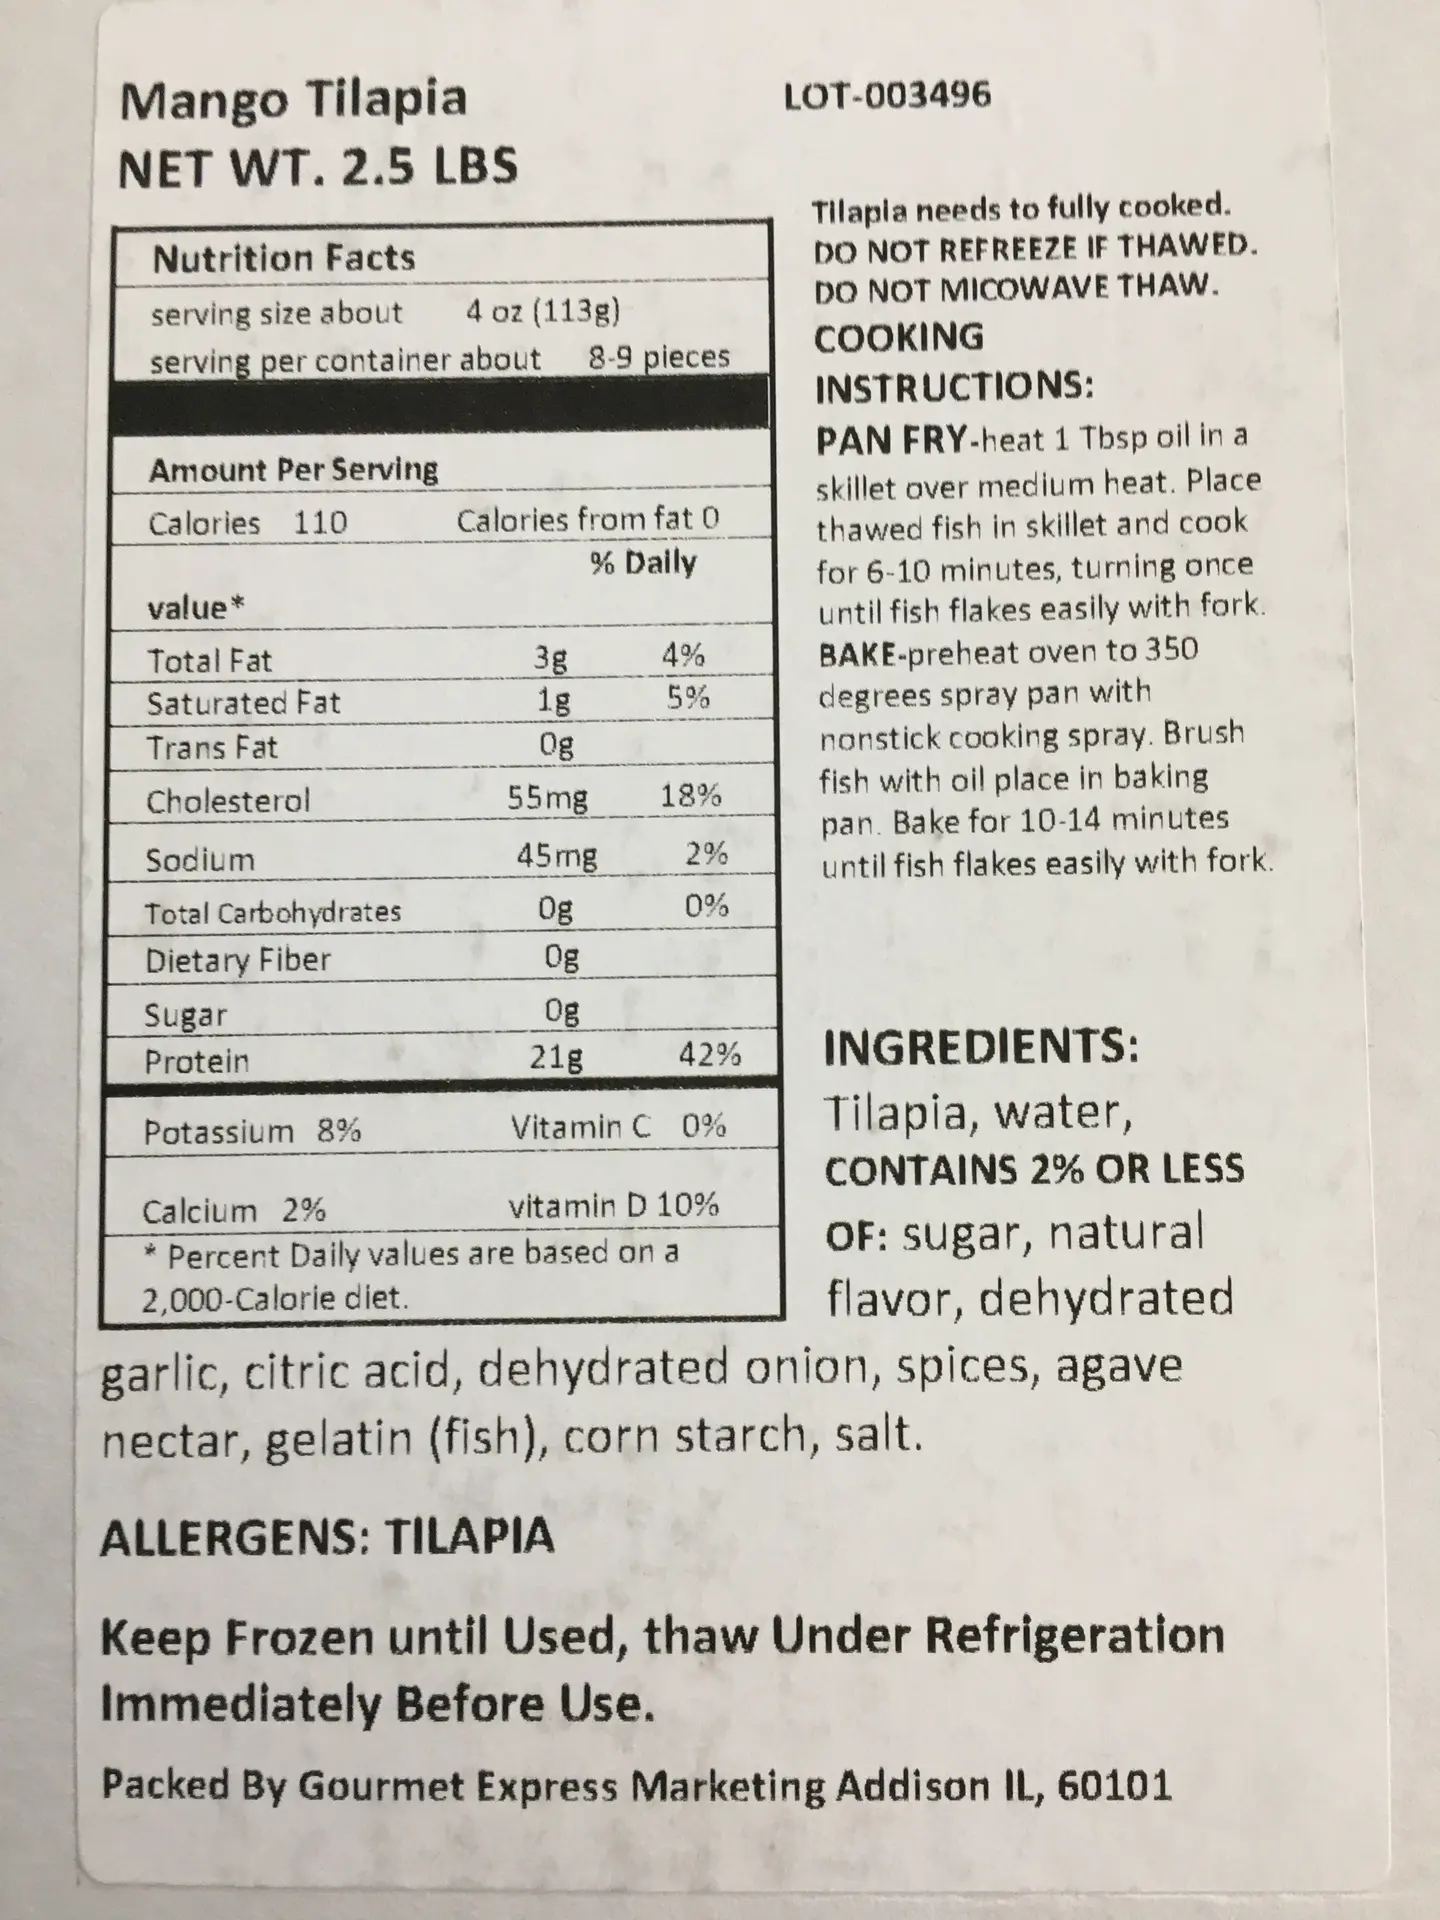 Mango Tilapia
NET WT. 2.5 LBS
LOT-003496
Nutrition Facts
serving size about 4 oz (113g)
serving per container about 8-9 pieces
Amount Per Serving
Calories 110 Calories from fat 0
% Daily
value*
Total Fat 3g 4%
Saturated Fat 1g 5%
Trans Fat 0g
Cholesterol 55mg 18%
Sodium 45mg 2%
Total Carbohydrates 0g 0%
Dietary Fiber 0g
Sugar 0g
Protein 21g 42%
Potassium 8% Vitamin C 0%
Calcium 2% vitamin D 10%
* Percent Daily values are based on a
2,000-Calorie diet.
Tilapia needs to fully cooked.
DO NOT REFREEZE IF THAWED.
DO NOT MICOWAVE THAW.
COOKING
INSTRUCTIONS:
PAN FRY-heat 1 Tbsp oil in a
skillet over medium heat. Place
thawed fish in skillet and cook
for 6-10 minutes, turning once
until fish flakes easily with fork.
BAKE-preheat oven to 350
degrees spray pan with
nonstick cooking spray. Brush
fish with oil place in baking
pan. Bake for 10-14 minutes
until fish flakes easily with fork.
INGREDIENTS:
Tilapia, water,
CONTAINS 2% OR LESS
OF: sugar, natural
flavor, dehydrated
garlic, citric acid, dehydrated onion, spices, agave
nectar, gelatin (fish), corn starch, salt.
ALLERGENS: TILAPIA
Keep Frozen until Used, thaw Under Refrigeration
Immediately Before Use.
Packed By Gourmet Express Marketing Addison IL, 60101